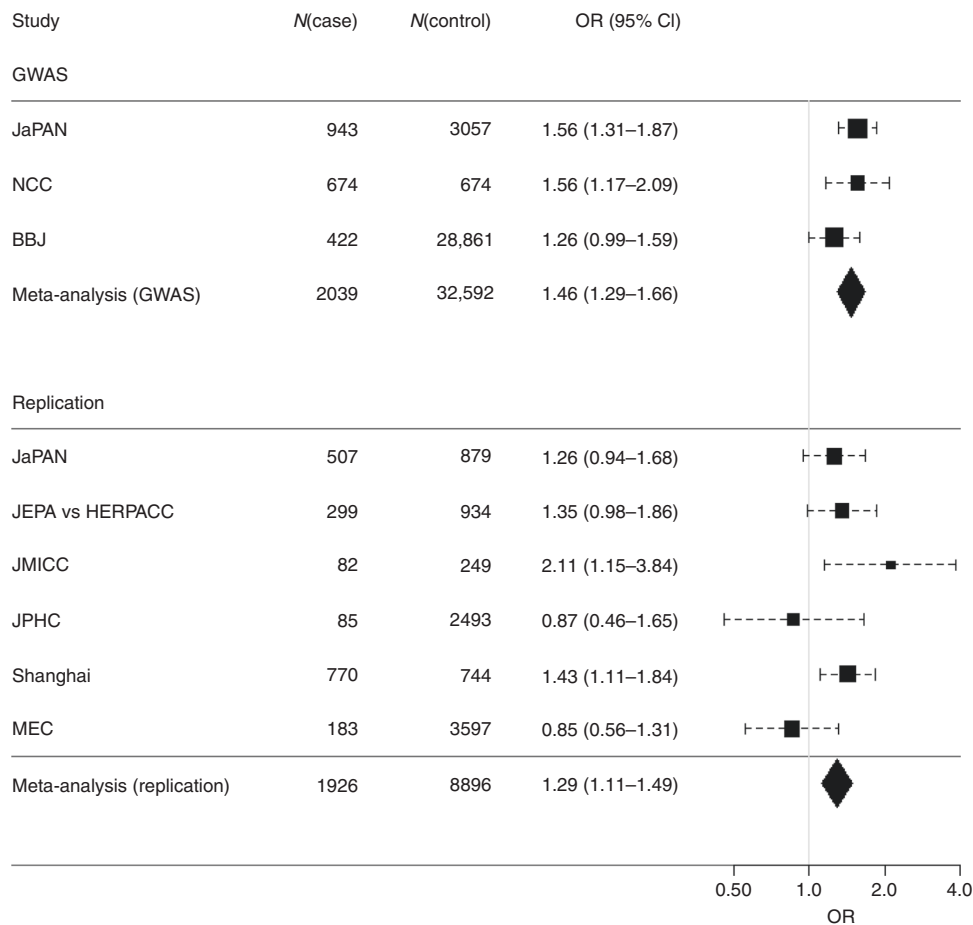 Study N(case) N(control) OR (95% CI)
GWAS
JaPAN 943 3057 1.56 (1.31–1.87)
NCC 674 674 1.56 (1.17–2.09)
BBJ 422 28,861 1.26 (0.99–1.59)
Meta-analysis (GWAS) 2039 32,592 1.46 (1.29–1.66)
Replication
JaPAN 507 879 1.26 (0.94–1.68)
JEPA vs HERPACC 299 934 1.35 (0.98–1.86)
JMICC 82 249 2.11 (1.15–3.84)
JPHC 85 2493 0.87 (0.46–1.65)
Shanghai 770 744 1.43 (1.11–1.84)
MEC 183 3597 0.85 (0.56–1.31)
Meta-analysis (replication) 1926 8896 1.29 (1.11–1.49)
0.50 1.0 2.0 4.0
OR